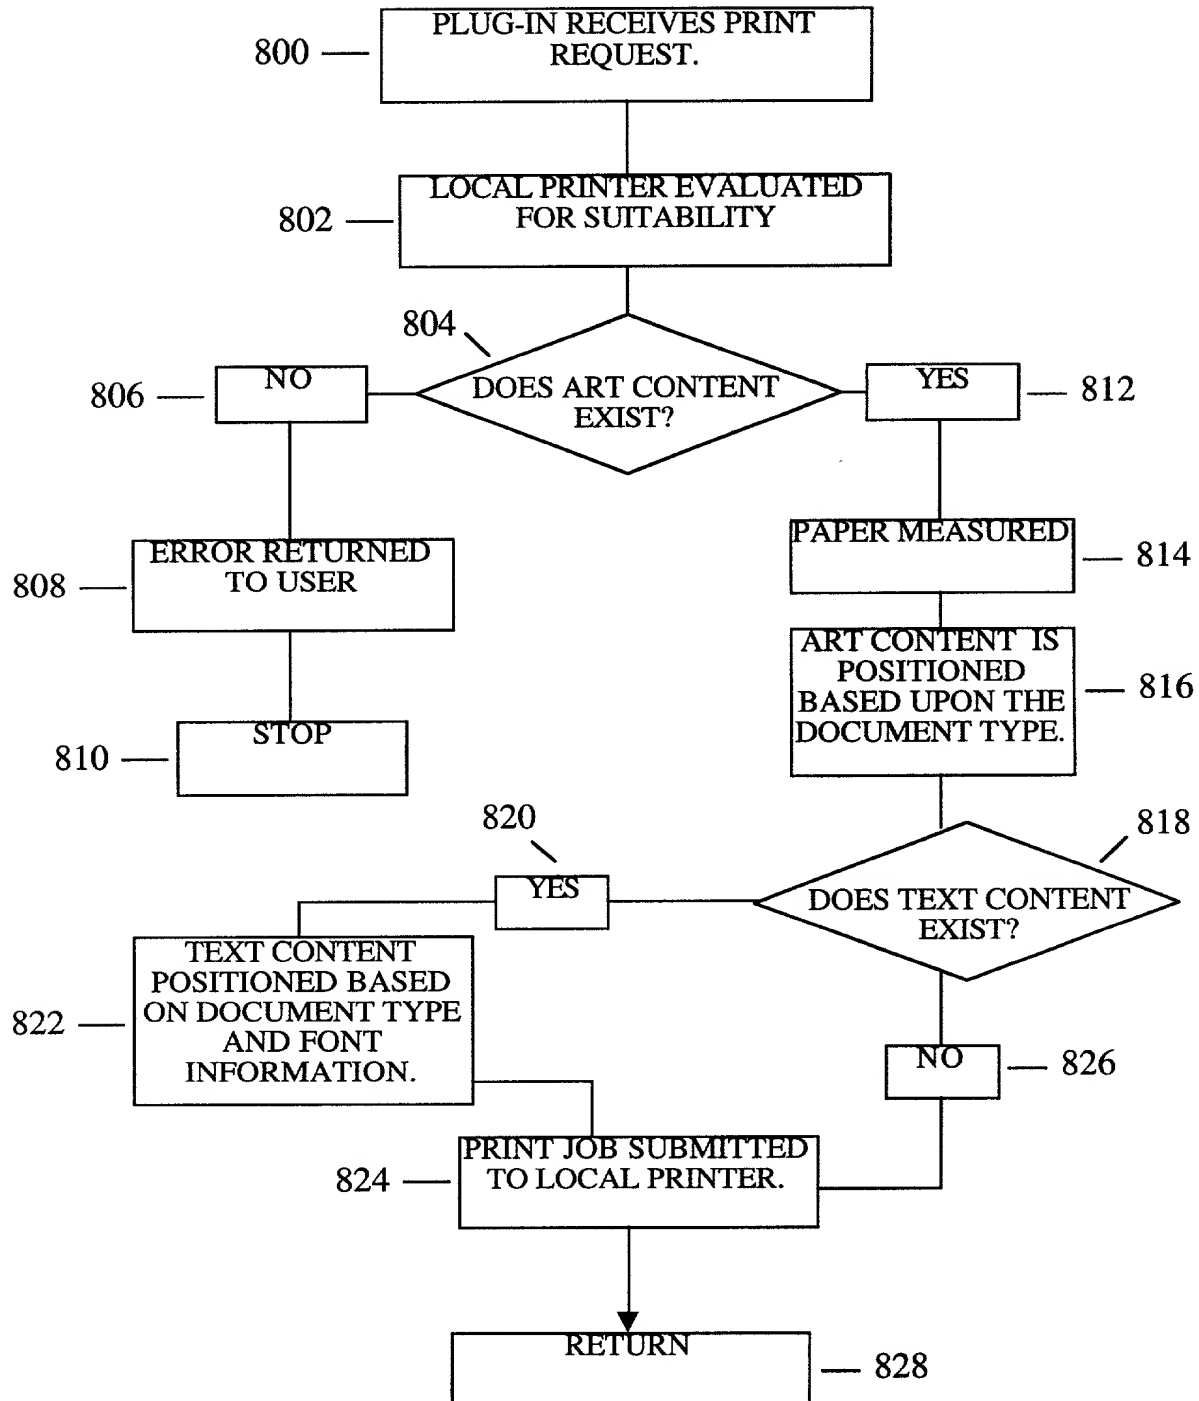 PLUG-IN RECEIVES PRINT
REQUEST.
800
LOCAL PRINTER EVALUATED
FOR SUITABILITY
802
804
DOES ART CONTENT
EXIST?
NO
806
YES
812
ERROR RETURNED
TO USER
808
STOP
810
PAPER MEASURED
814
ART CONTENT IS
POSITIONED
BASED UPON THE
DOCUMENT TYPE.
816
818
DOES TEXT CONTENT
EXIST?
820
YES
TEXT CONTENT
POSITIONED BASED
ON DOCUMENT TYPE
AND FONT
INFORMATION.
822
NO
826
PRINT JOB SUBMITTED
TO LOCAL PRINTER.
824
RETURN
828